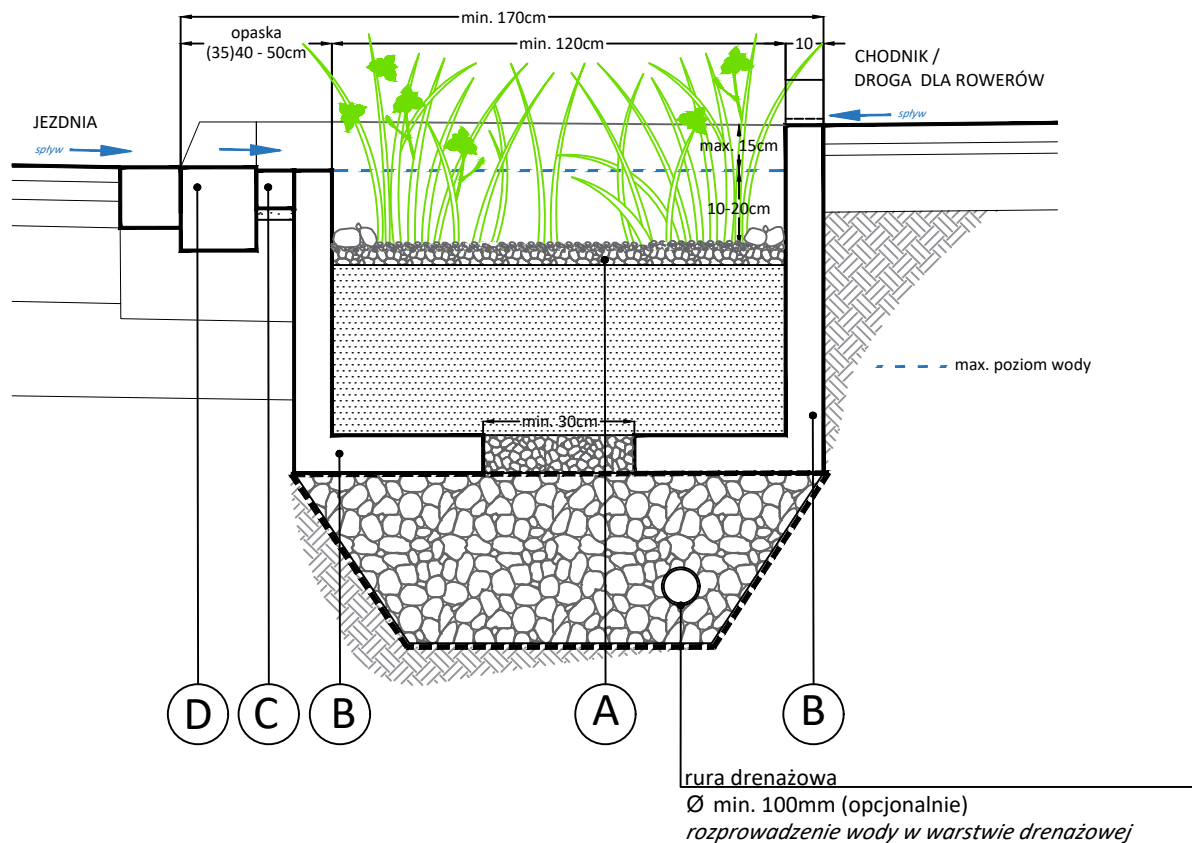 min. 170cm
opaska
(35)40 - 50cm
min. 120cm
10
CHODNIK /
DROGA DLA ROWERÓW
JEZDNIA
spływ
spływ
max. 15cm
10-20cm
max. poziom wody
min. 30cm
D
C
B
A
B
rura drenażowa
Ø min. 100mm (opcjonalnie)
rozprowadzenie wody w warstwie drenażowej